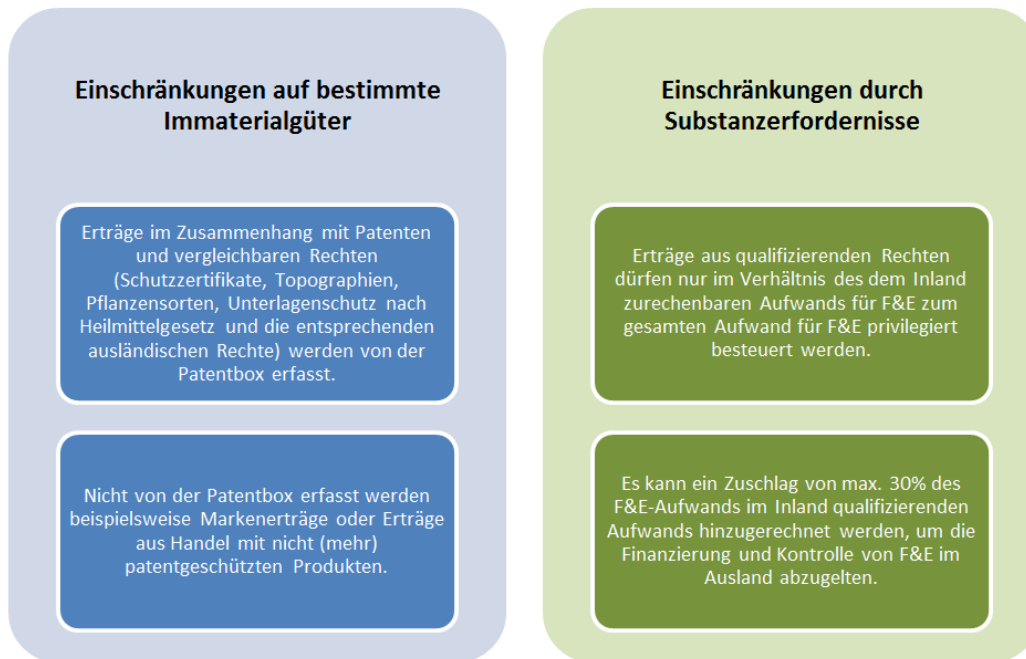 Einschränkungen auf bestimmte
Immaterialgüter
Erträge im Zusammenhang mit Patenten
und vergleichbaren Rechten
(Schutzzertifikate, Topographien,
Pflanzensorten, Unterlagenschutz nach
Heilmittelgesetz und die entsprechenden
ausländischen Rechte) werden von der
Patentbox erfasst.
Nicht von der Patentbox erfasst werden
beispielsweise Markenerträge oder Erträge
aus Handel mit nicht (mehr)
patentgeschützten Produkten.
Einschränkungen durch
Substanzerfordernisse
Erträge aus qualifizierenden Rechten
dürfen nur im Verhältnis des dem Inland
zurechenbaren Aufwands für F&E zum
gesamten Aufwand für F&E privilegiert
besteuert werden.
Es kann ein Zuschlag von max. 30% des
F&E-Aufwands im Inland qualifizierenden
Aufwands hinzugerechnet werden, um die
Finanzierung und Kontrolle von F&E im
Ausland abzugelten.